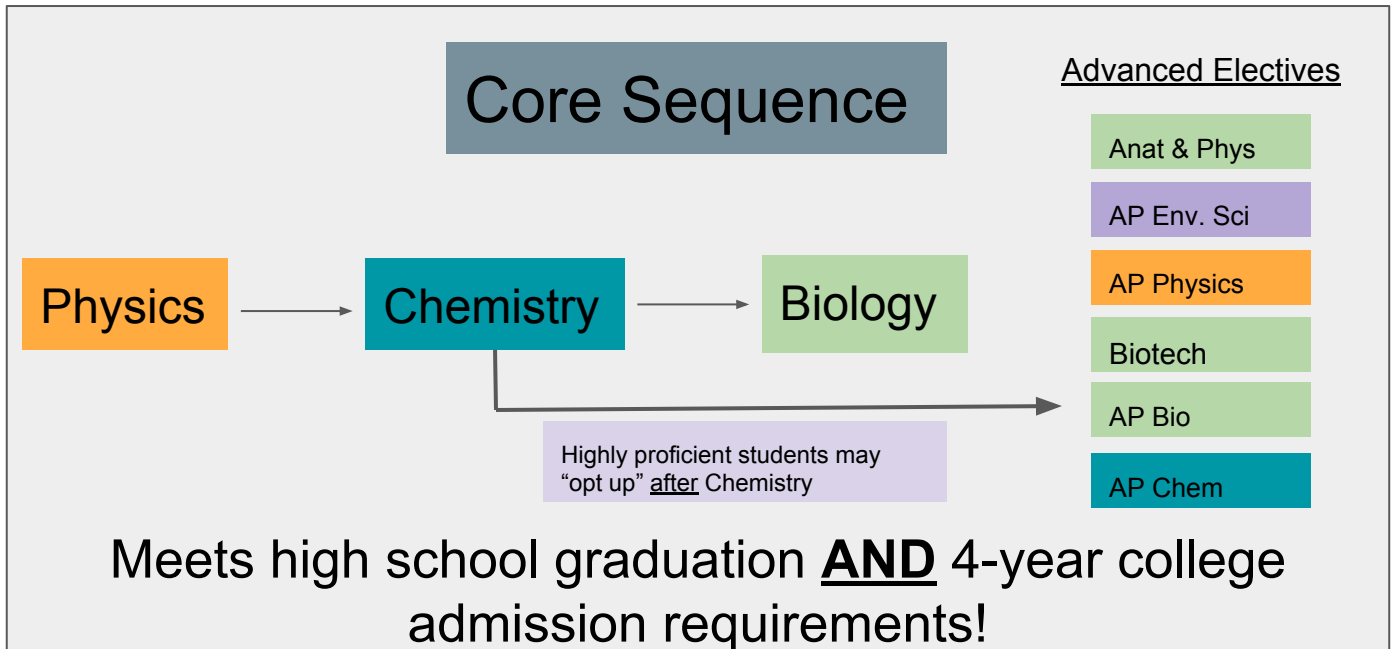 Core Sequence
Advanced Electives
Anat & Phys
AP Env. Sci
AP Physics
Biotech
AP Bio
AP Chem
Physics
Chemistry
Biology
Highly proficient students may
“opt up” after Chemistry
Meets high school graduation AND 4-year college
admission requirements!